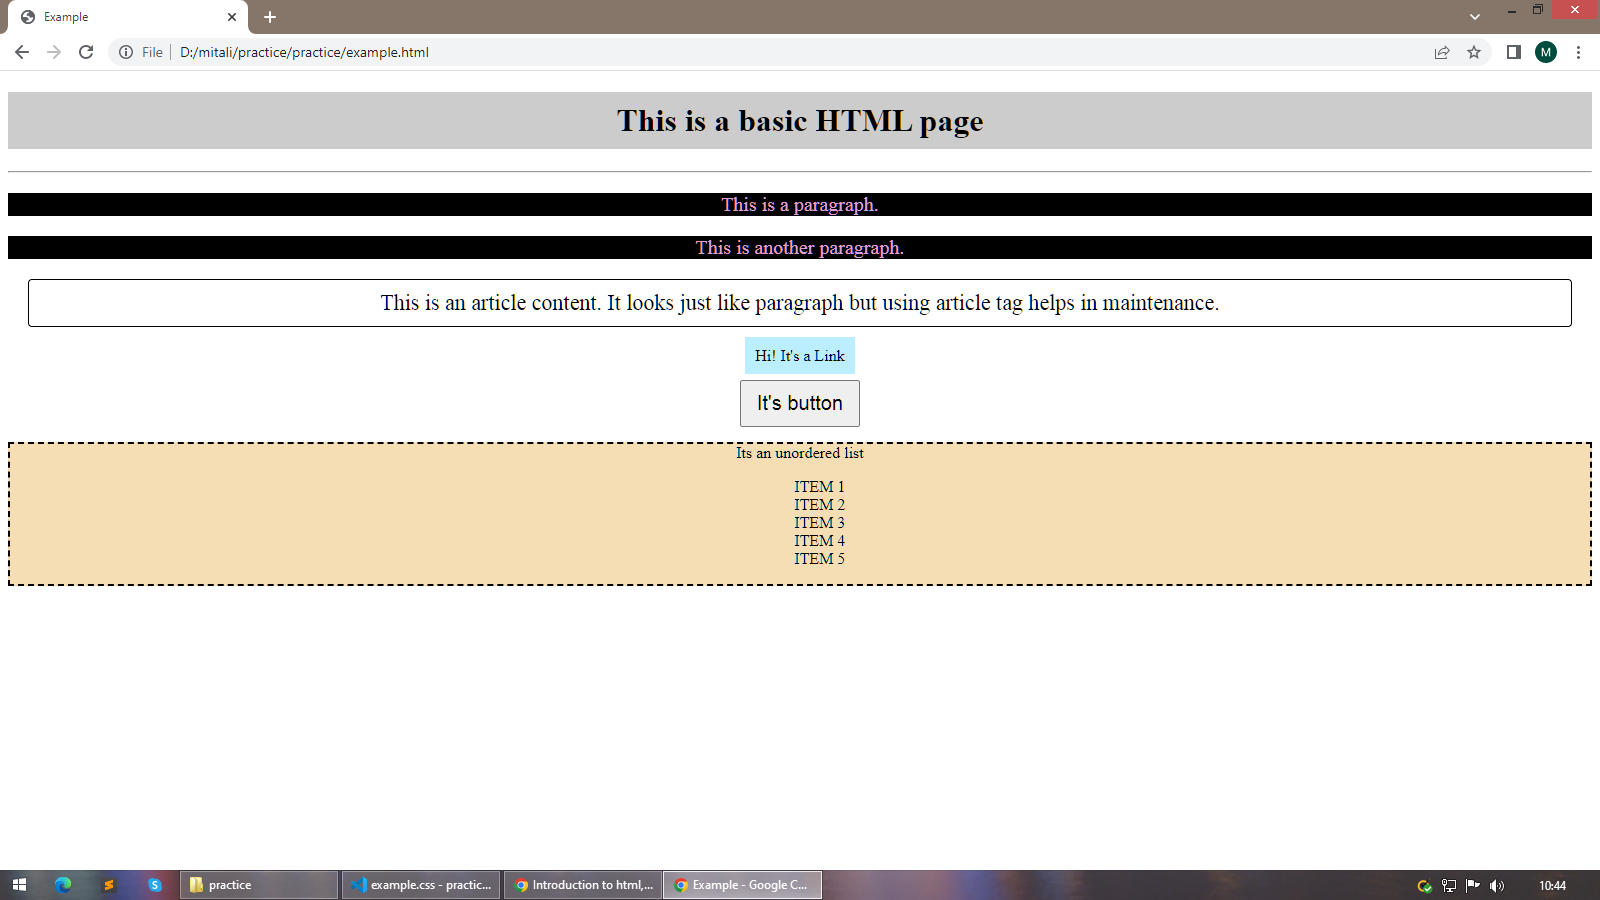 Example
File
D:/mitali/practice/practice/example.html
M
This is a basic HTML page
This is a paragraph.
This is another paragraph.
This is an article content. It looks just like paragraph but using article tag helps in maintenance.
Hi! It's a Link
It's button
Its an unordered list
ITEM 1
ITEM 2
ITEM 3
ITEM 4
ITEM 5
practice
example.css - practic...
Introduction to html,...
Example - Google C...
10:44